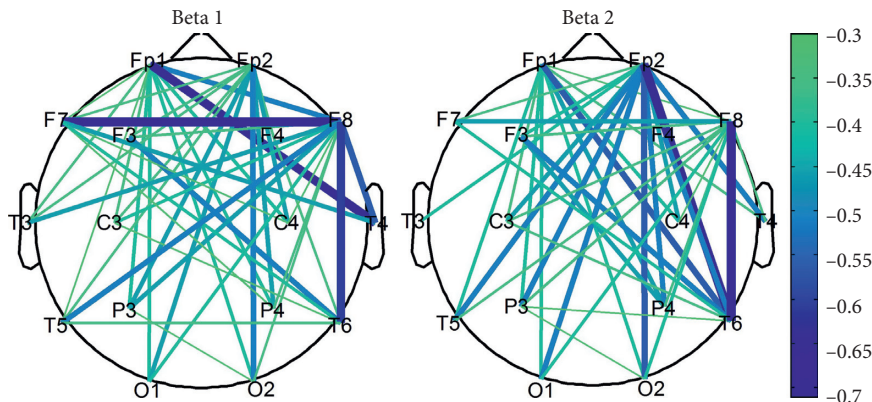 Beta 1
Beta 2
Fp1 Fp2
F7 F8
F3 F4
T3 C3 C4 T4
P3 P4
T5 T6
O1 O2
Fp1 Fp2
F7 F8
F3 F4
T3 C3 C4 T4
P3 P4
T5 T6
O1 O2
–0.3
–0.35
–0.4
–0.45
–0.5
–0.55
–0.6
–0.65
–0.7